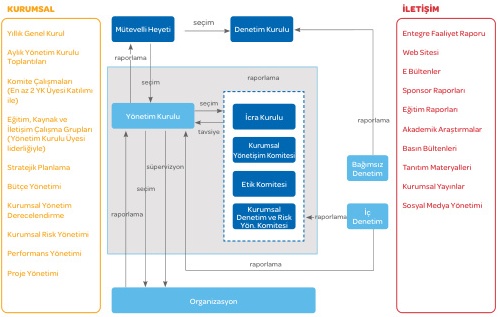 KURUMSAL
Yıllık Genel Kurul
Aylık Yönetim Kurulu
Toplantıları
Komite Çalışmaları
(En az 2 YK Üyesi Katılımı
ile)
Eğitim, Kaynak ve
İletişim Çalışma Grupları
(Yönetim Kurulu Üyesi
liderliğiyle)
Stratejik Planlama
Bütçe Yönetimi
Kurumsal Yönetim
Derecelendirme
Kurumsal Risk Yönetimi
Performans Yönetimi
Proje Yönetimi
Mütevelli Heyeti
seçim
Denetim Kurulu
raporlama
seçim
raporlama
Yönetim Kurulu
seçim
tavsiye
İcra Kurulu
Kurumsal
Yönetişim Komitesi
Etik Komitesi
Kurumsal
Denetim ve Risk
Yön. Komitesi
raporlama
Bağımsız
Denetim
İç
Denetim
raporlama
süpervizyon
seçim
raporlama
raporlama
Organizasyon
İLETİŞİM
Entegre Faaliyet Raporu
Web Sitesi
E Bültenler
Sponsor Raporları
Eğitim Raporları
Akademik Araştırmalar
Basın Bültenleri
Tanıtım Materyalleri
Kurumsal Yayınlar
Sosyal Medya Yönetimi